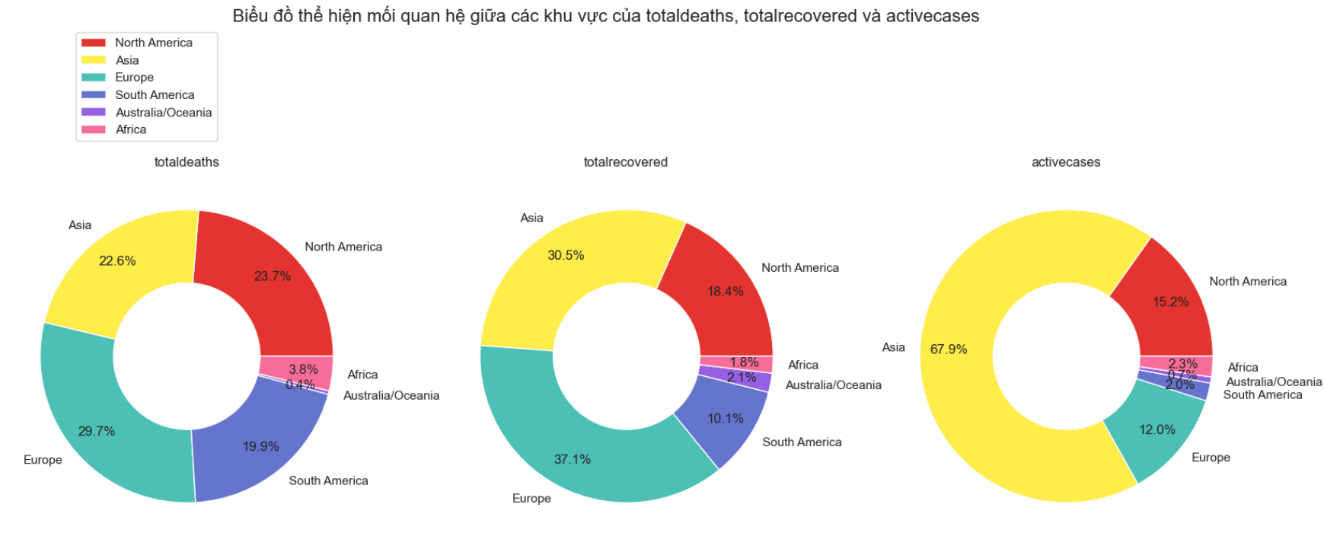 Biểu đồ thể hiện mối quan hệ giữa các khu vực của totaldeaths, totalrecovered và activecases
North America
Asia
Europe
South America
Australia/Oceania
Africa
totaldeaths
Asia
22.6%
North America
23.7%
3.8%
Africa
0.4%
Australia/Oceania
29.7%
Europe
19.9%
South America
totalrecovered
Asia
30.5%
North America
18.4%
1.8%
Africa
2.1%
Australia/Oceania
10.1%
South America
37.1%
Europe
activecases
North America
15.2%
Asia
67.9%
2.3%
Africa
0.7%
Australia/Oceania
2.0%
South America
12.0%
Europe